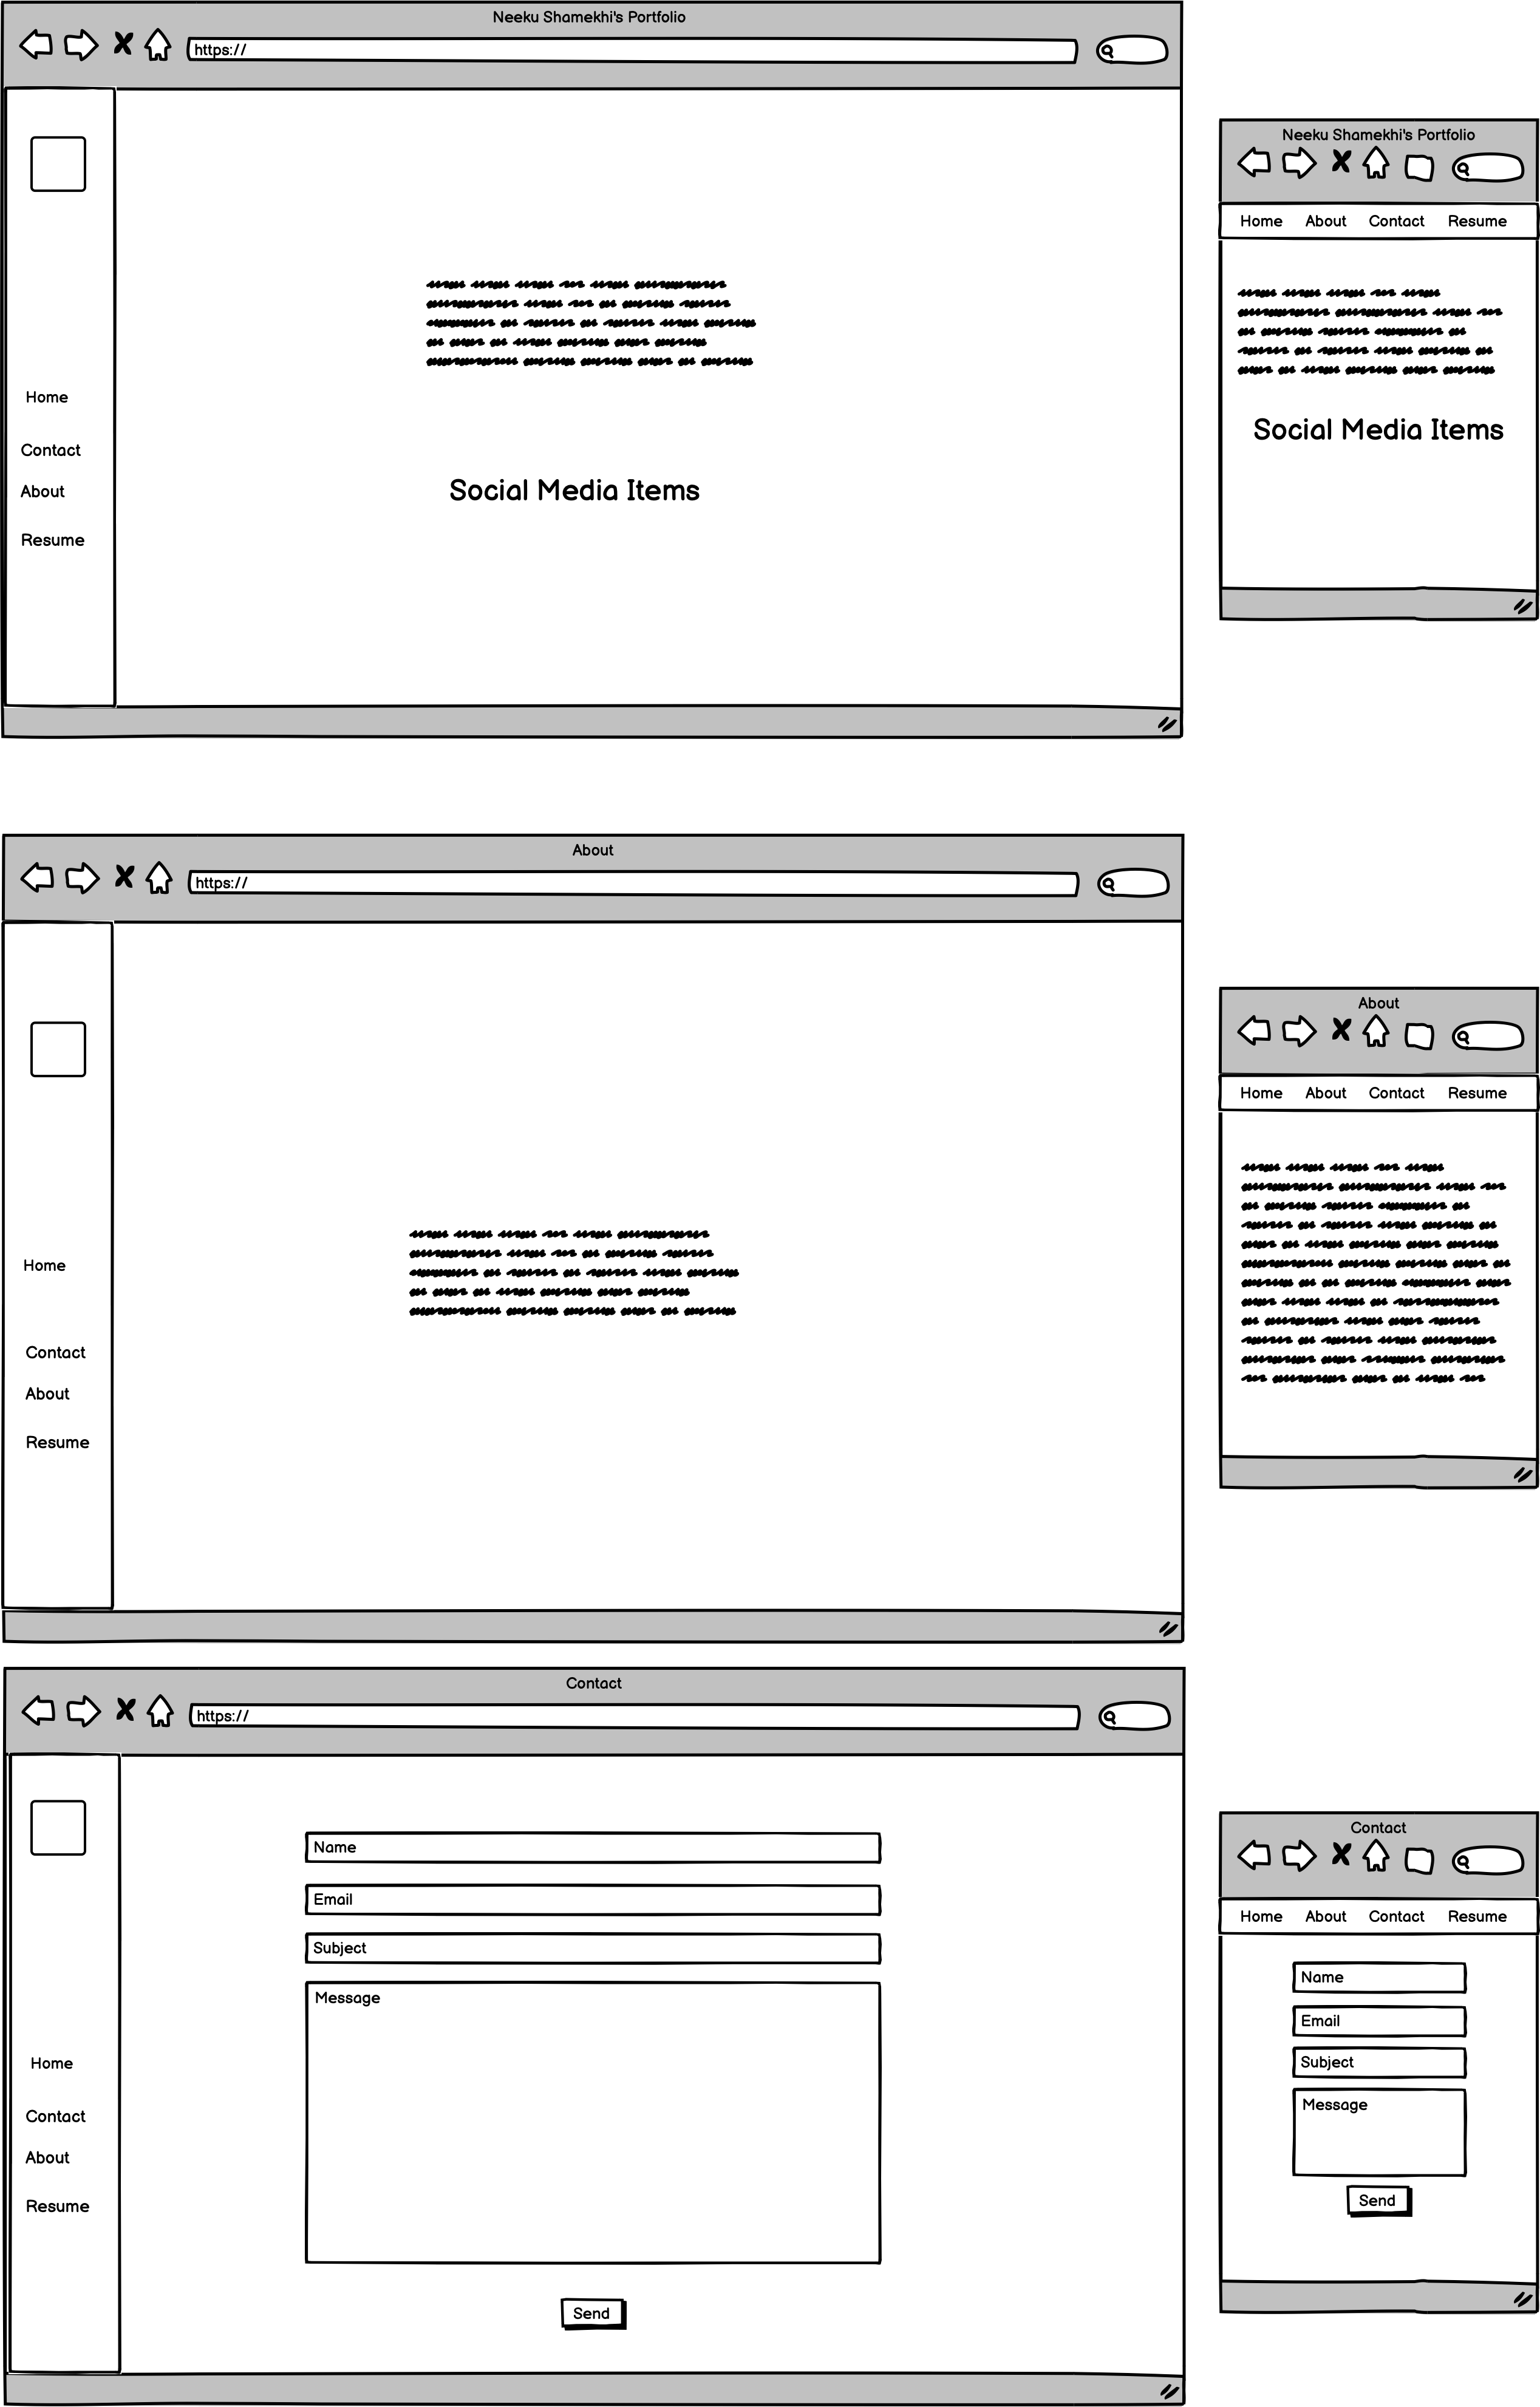 Neeku Shamekhi's Portfolio
https://
Home
Contact
About
Resume
Social Media Items
Neeku Shamekhi's Portfolio
Home About Contact Resume
Social Media Items
About
https://
Home
Contact
About
Resume
About
Home About Contact Resume
Contact
https://
Home
Contact
About
Resume
Name
Email
Subject
Message
Send
Contact
Home About Contact Resume
Name
Email
Subject
Message
Send